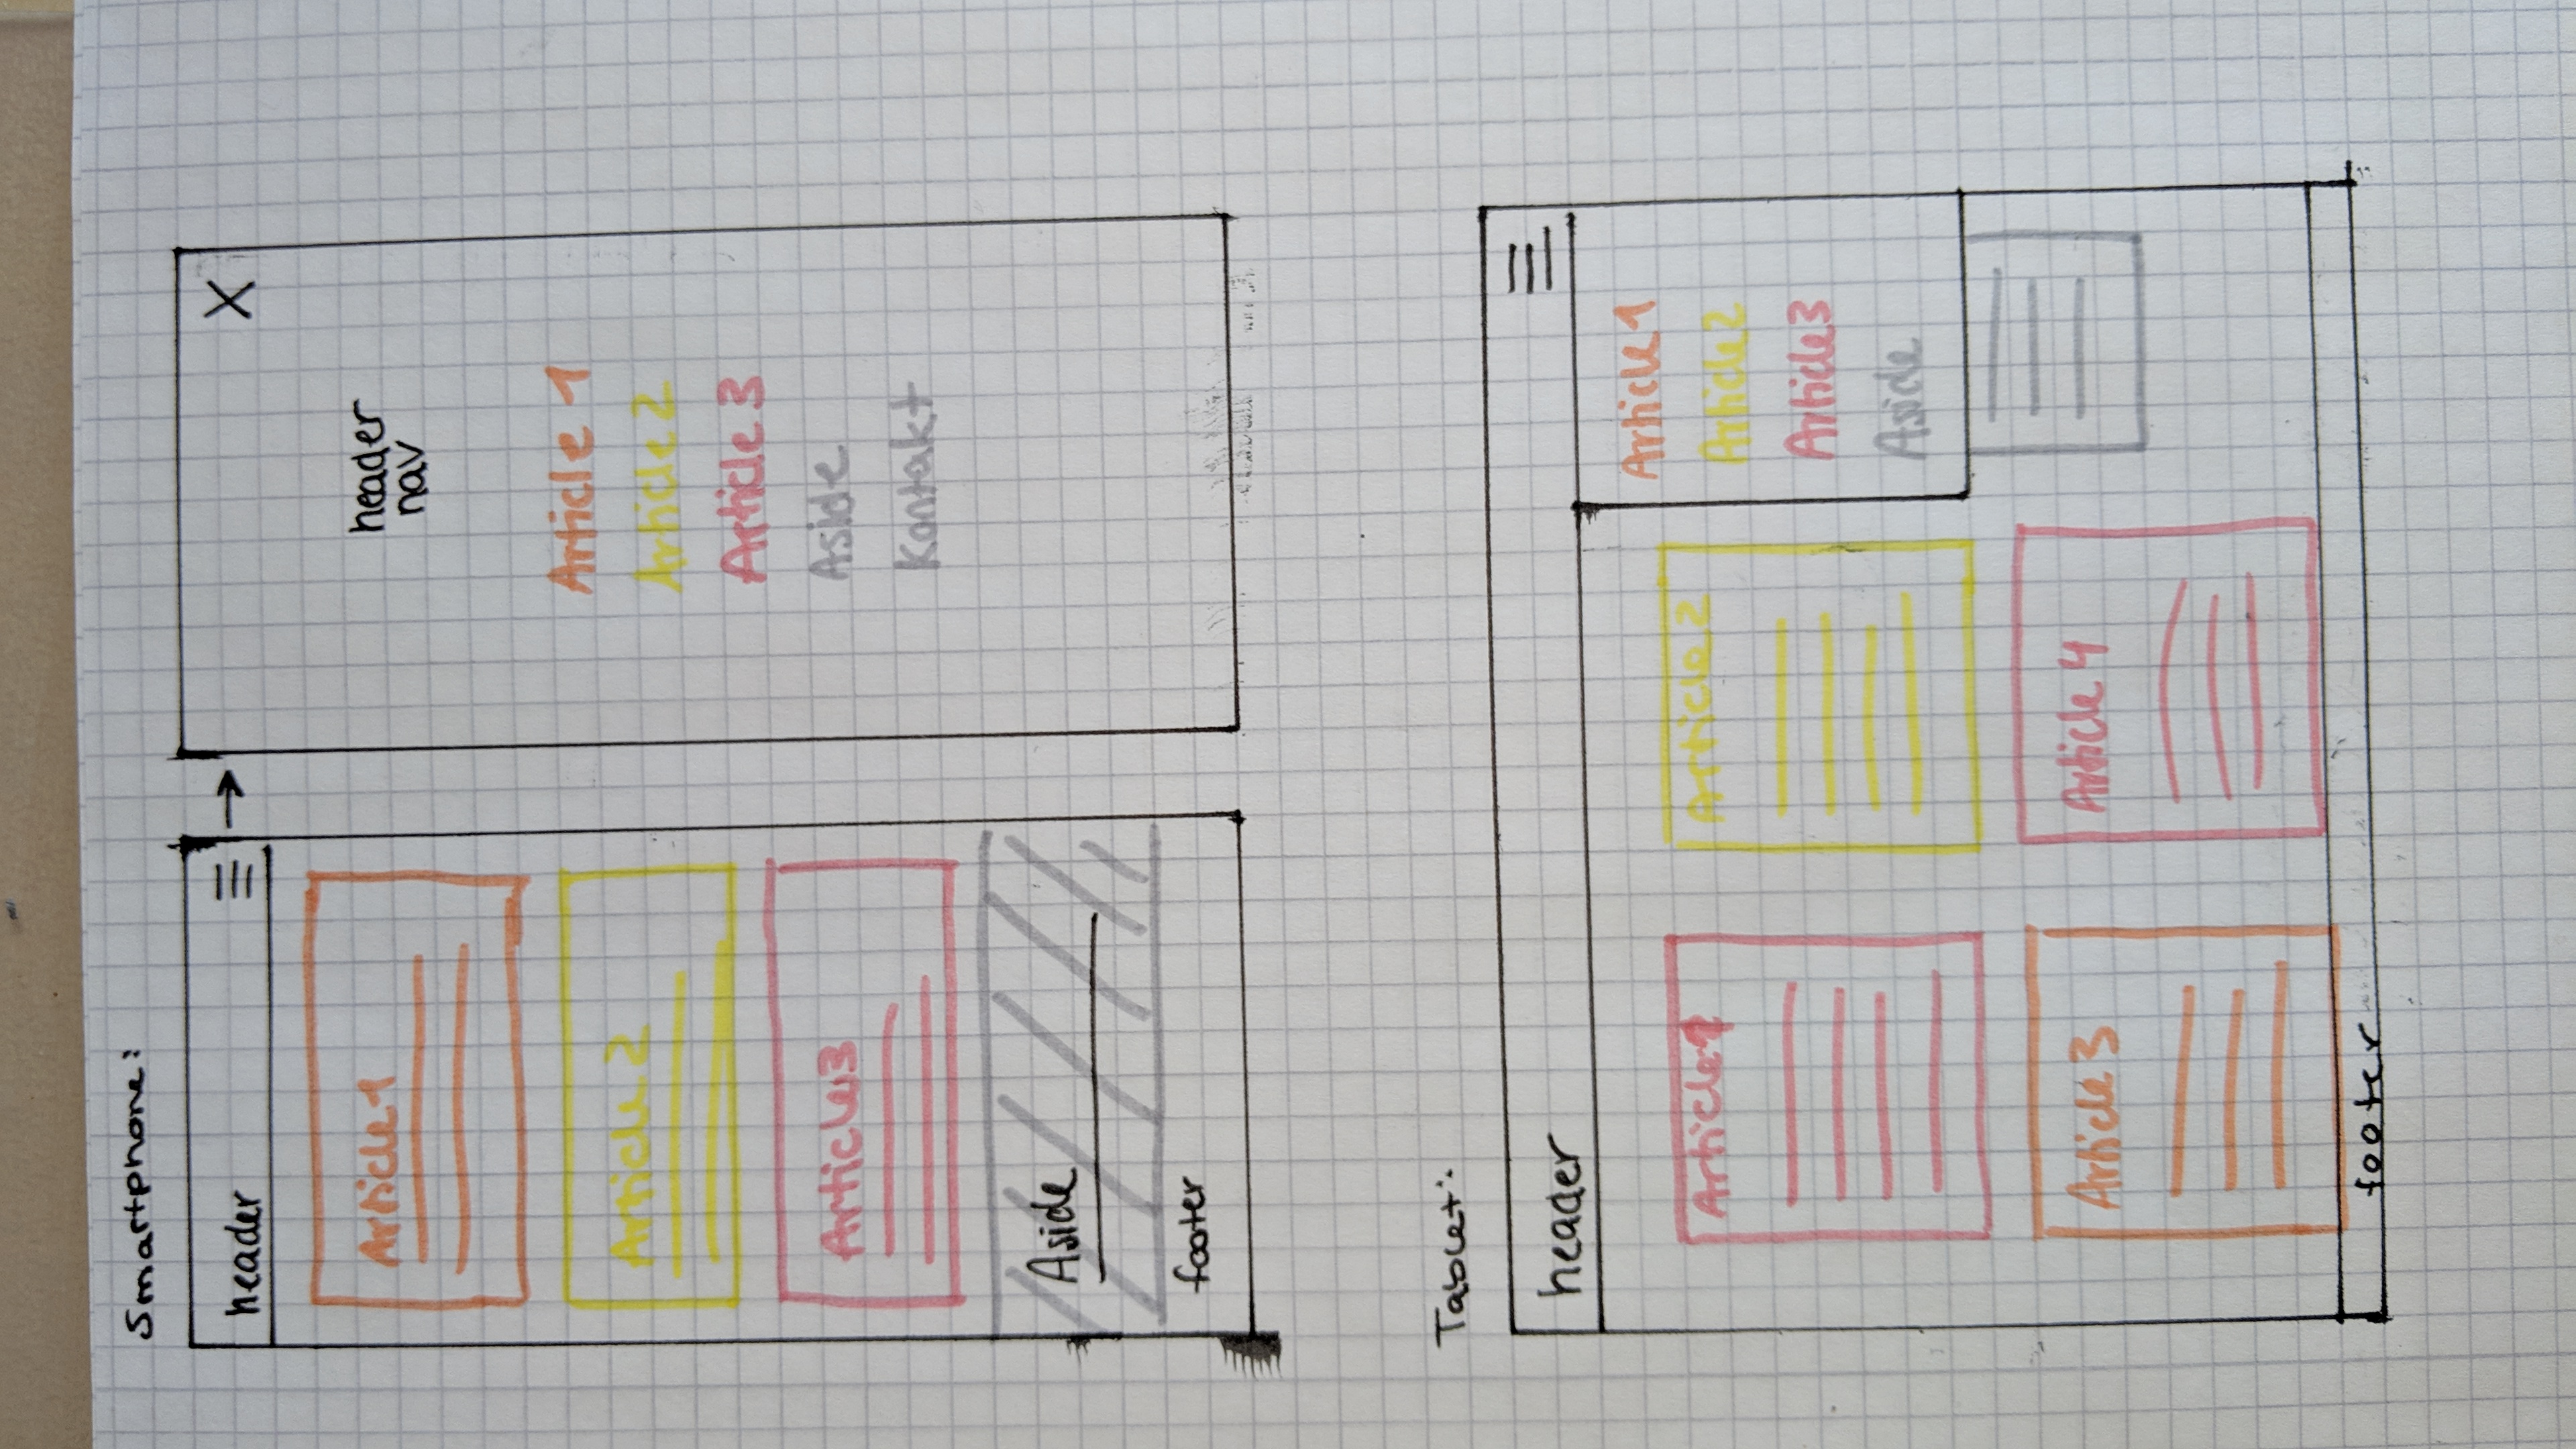 Smartphone:
header
Article 1
Article 2
Article 3
Aside
footer
X
header
nav
Article 1
Article 2
Article 3
Aside
Kontakt
Tablet:
header
Article 1
Article 2
Article 3
Article 4
Article 1
Article 2
Article 3
Aside
footer